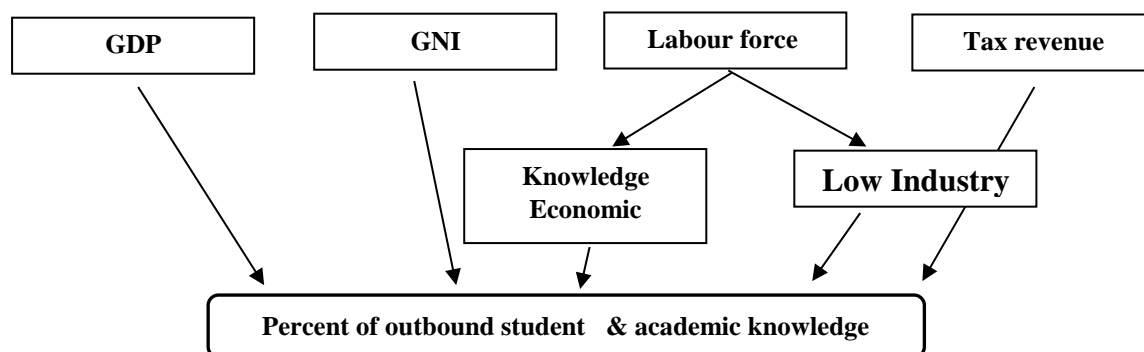 GDP
GNI
Labour force
Tax revenue
Knowledge
Economic
Low Industry
Percent of outbound student & academic knowledge